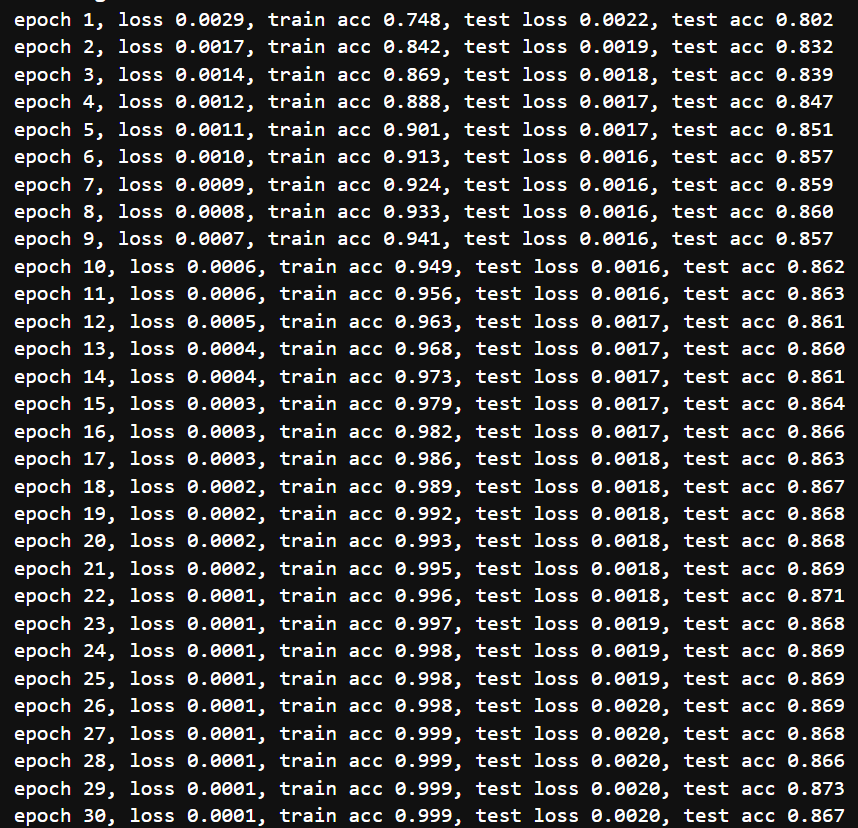 epoch 1, loss 0.0029, train acc 0.748, test loss 0.0022, test acc 0.802
epoch 2, loss 0.0017, train acc 0.842, test loss 0.0019, test acc 0.832
epoch 3, loss 0.0014, train acc 0.869, test loss 0.0018, test acc 0.839
epoch 4, loss 0.0012, train acc 0.888, test loss 0.0017, test acc 0.847
epoch 5, loss 0.0011, train acc 0.901, test loss 0.0017, test acc 0.851
epoch 6, loss 0.0010, train acc 0.913, test loss 0.0016, test acc 0.857
epoch 7, loss 0.0009, train acc 0.924, test loss 0.0016, test acc 0.859
epoch 8, loss 0.0008, train acc 0.933, test loss 0.0016, test acc 0.860
epoch 9, loss 0.0007, train acc 0.941, test loss 0.0016, test acc 0.857
epoch 10, loss 0.0006, train acc 0.949, test loss 0.0016, test acc 0.862
epoch 11, loss 0.0006, train acc 0.956, test loss 0.0016, test acc 0.863
epoch 12, loss 0.0005, train acc 0.963, test loss 0.0017, test acc 0.861
epoch 13, loss 0.0004, train acc 0.968, test loss 0.0017, test acc 0.860
epoch 14, loss 0.0004, train acc 0.973, test loss 0.0017, test acc 0.861
epoch 15, loss 0.0003, train acc 0.979, test loss 0.0017, test acc 0.864
epoch 16, loss 0.0003, train acc 0.982, test loss 0.0017, test acc 0.866
epoch 17, loss 0.0003, train acc 0.986, test loss 0.0018, test acc 0.863
epoch 18, loss 0.0002, train acc 0.989, test loss 0.0018, test acc 0.867
epoch 19, loss 0.0002, train acc 0.992, test loss 0.0018, test acc 0.868
epoch 20, loss 0.0002, train acc 0.993, test loss 0.0018, test acc 0.868
epoch 21, loss 0.0002, train acc 0.995, test loss 0.0018, test acc 0.869
epoch 22, loss 0.0001, train acc 0.996, test loss 0.0018, test acc 0.871
epoch 23, loss 0.0001, train acc 0.997, test loss 0.0019, test acc 0.868
epoch 24, loss 0.0001, train acc 0.998, test loss 0.0019, test acc 0.869
epoch 25, loss 0.0001, train acc 0.998, test loss 0.0019, test acc 0.869
epoch 26, loss 0.0001, train acc 0.998, test loss 0.0020, test acc 0.869
epoch 27, loss 0.0001, train acc 0.999, test loss 0.0020, test acc 0.868
epoch 28, loss 0.0001, train acc 0.999, test loss 0.0020, test acc 0.866
epoch 29, loss 0.0001, train acc 0.999, test loss 0.0020, test acc 0.873
epoch 30, loss 0.0001, train acc 0.999, test loss 0.0020, test acc 0.867